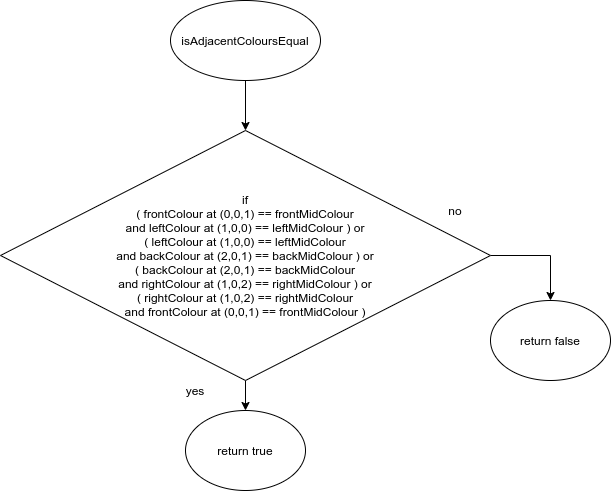 isAdjacentColoursEqual
if
( frontColour at (0,0,1) == frontMidColour
and leftColour at (1,0,0) == leftMidColour ) or
( leftColour at (1,0,0) == leftMidColour
and backColour at (2,0,1) == backMidColour ) or
( backColour at (2,0,1) == backMidColour
and rightColour at (1,0,2) == rightMidColour ) or
( rightColour at (1,0,2) == rightMidColour
and frontColour at (0,0,1) == frontMidColour )
no
return false
yes
return true